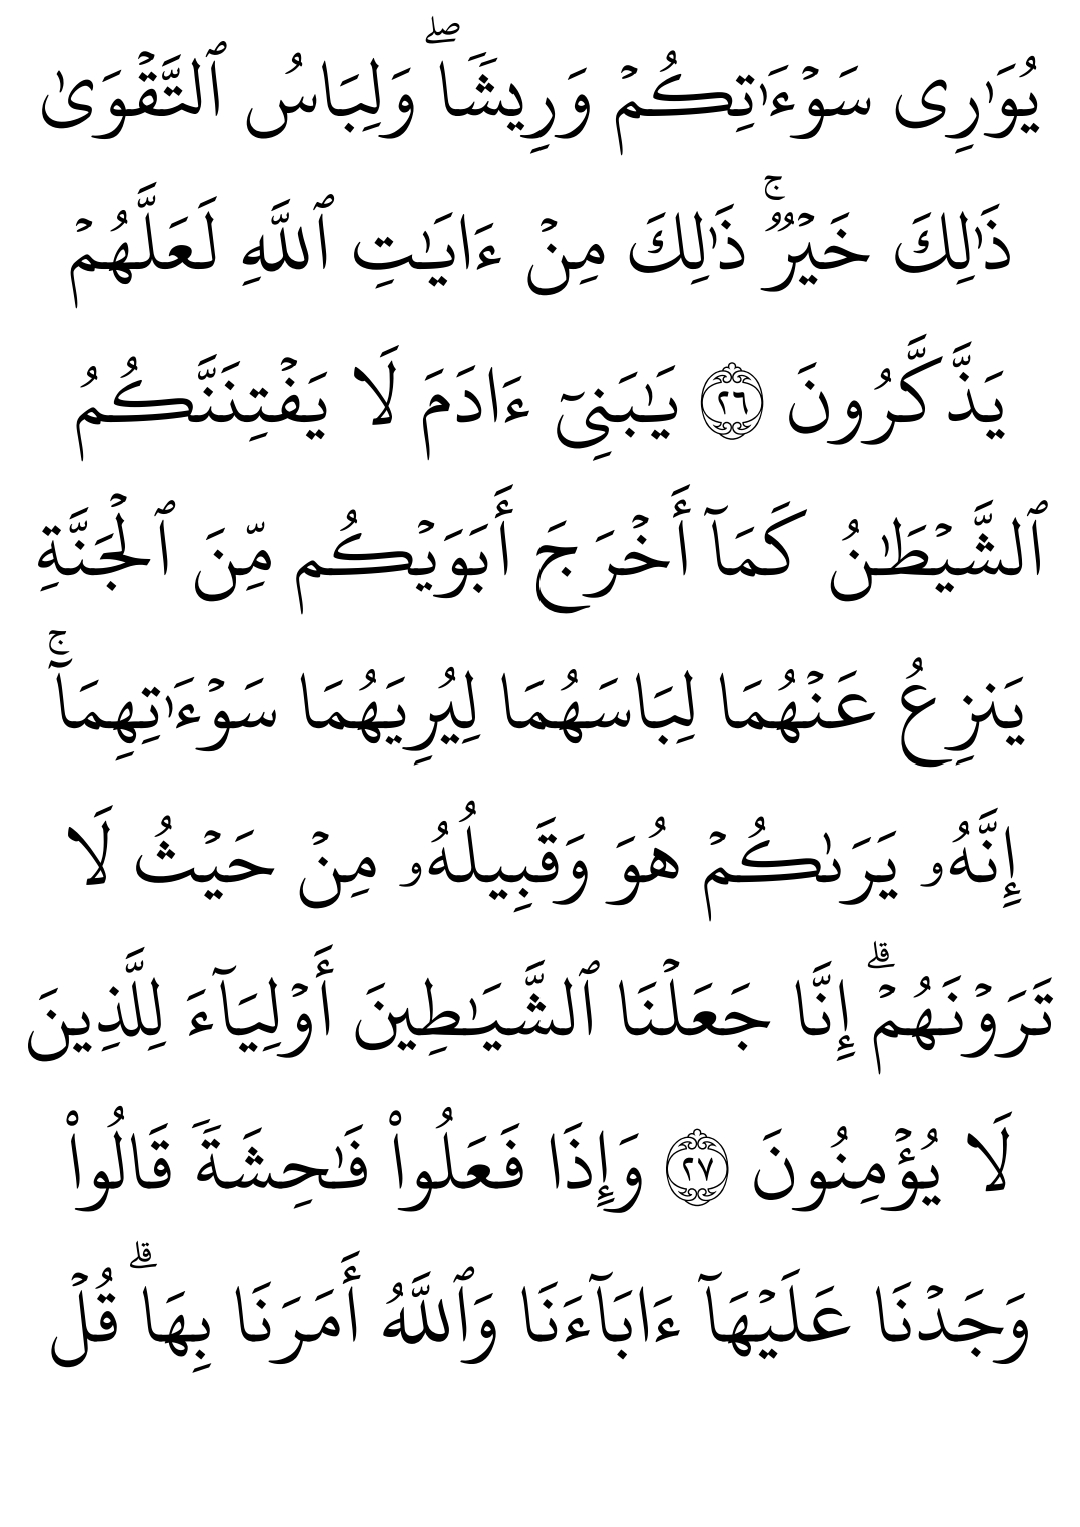 يُوَٰرِى سَوْءَٰتِكُمْ وَرِيشًا ۖ وَلِبَاسُ ٱلتَّقْوَىٰ
ذَٰلِكَ خَيْرٌ ۚ ذَٰلِكَ مِنْ ءَايَـٰتِ ٱللَّهِ لَعَلَّهُمْ
يَذَّكَّرُونَ ٢٦ يَـٰبَنِىٓ ءَادَمَ لَا يَفْتِنَنَّكُمُ
ٱلشَّيْطَـٰنُ كَمَآ أَخْرَجَ أَبَوَيْكُم مِّنَ ٱلْجَنَّةِ
يَنزِعُ عَنْهُمَا لِبَاسَهُمَا لِيُرِيَهُمَا سَوْءَٰتِهِمَآ ۚ
إِنَّهُۥ يَرَىٰكُمْ هُوَ وَقَبِيلُهُۥ مِنْ حَيْثُ لَا
تَرَوْنَهُمْ ۗ إِنَّا جَعَلْنَا ٱلشَّيَـٰطِينَ أَوْلِيَآءَ لِلَّذِينَ
لَا يُؤْمِنُونَ ٢٧ وَإِذَا فَعَلُوا۟ فَـٰحِشَةً قَالُوا۟
وَجَدْنَا عَلَيْهَآ ءَابَآءَنَا وَٱللَّهُ أَمَرَنَا بِهَا ۗ قُلْ